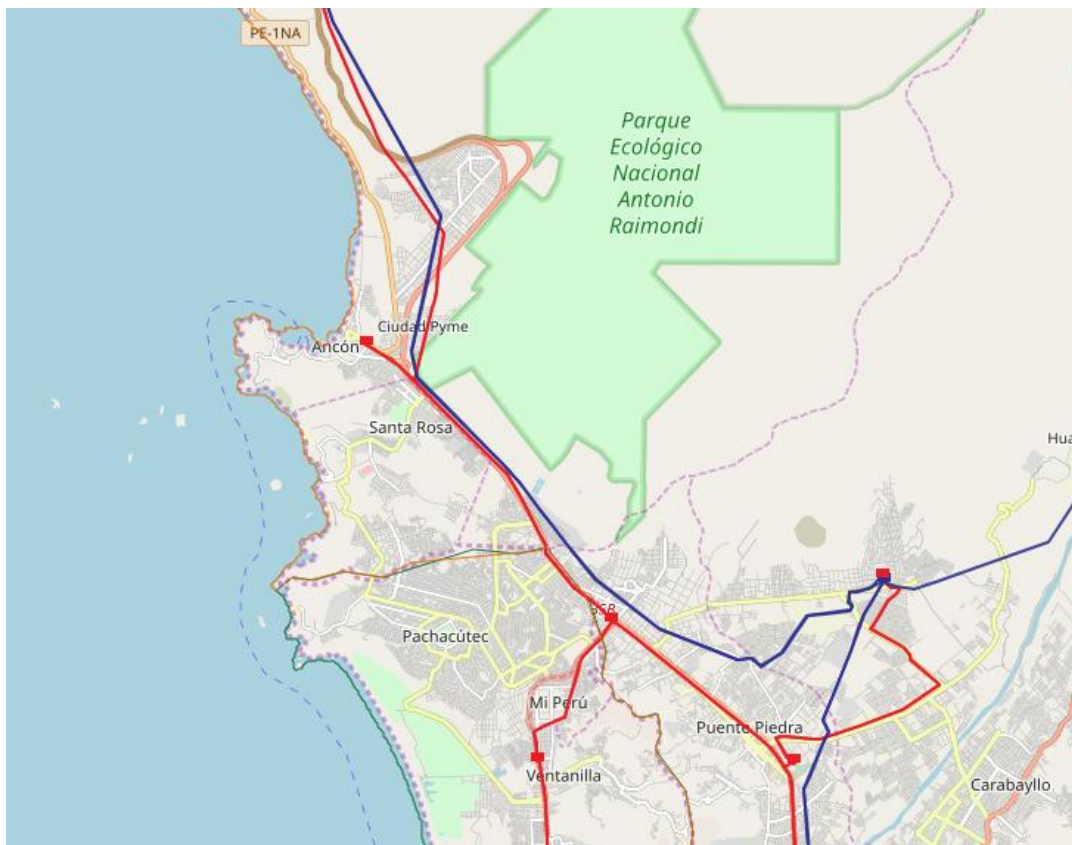 PE-1NA
Parque
Ecológico
Nacional
Antonio
Raimondi
Ciudad Pyme
Ancón
Santa Rosa
Hua
Pachacútec
Mi Perú
Puente Piedra
Ventanilla
Carabayllo